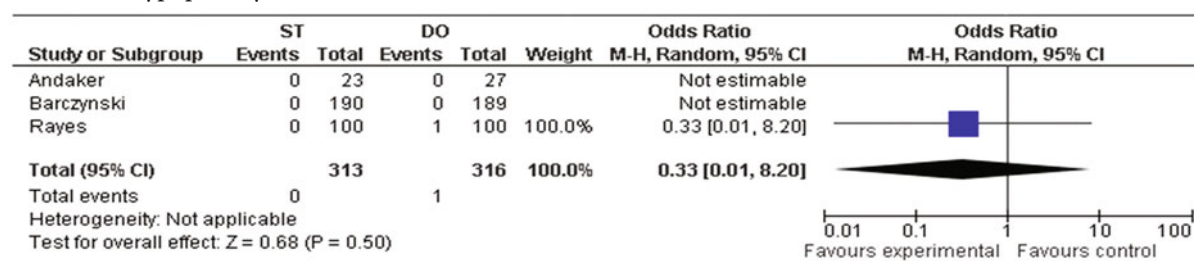 ST DO Odds Ratio Odds Ratio
Study or Subgroup Events Total Events Total Weight M-H, Random, 95% CI M-H, Random, 95% CI
Andaker 0 23 0 27 Not estimable
Barczynski 0 190 0 189 Not estimable
Rayes 0 100 1 100 100.0% 0.33 [0.01, 8.20]
Total (95% CI) 313 316 100.0% 0.33 [0.01, 8.20]
Total events 0 1
Heterogeneity: Not applicable
Test for overall effect: Z = 0.68 (P = 0.50)
0.01 0.1 1 10 100
Favours experimental Favours control